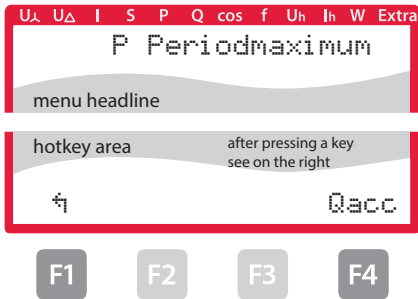 U⅄ U△ I S P Q cos f Uh Ih W Extra
P Periodmaximum
menu headline
hotkey area
after pressing a key
see on the right
↰ Qacc
F1 F2 F3 F4